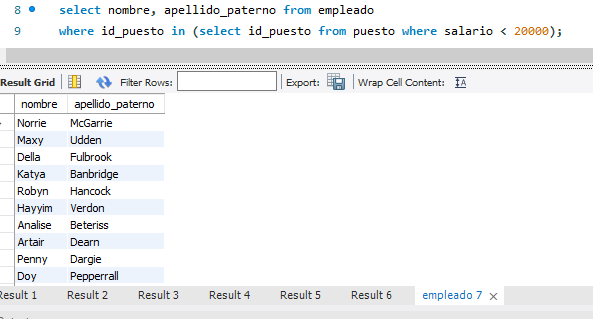 8 select nombre, apellido_paterno from empleado
9 where id_puesto in (select id_puesto from puesto where salario < 20000);
Result Grid Filter Rows: Export: Wrap Cell Content:
nombre apellido_paterno
Norrie McGarrie
Maxy Udden
Della Fulbrook
Katya Banbridge
Robyn Hancock
Hayyim Verdon
Analise Beteriss
Artair Dearn
Penny Dargie
Doy Pepperrall
Result 1 Result 2 Result 3 Result 4 Result 5 Result 6 empleado 7